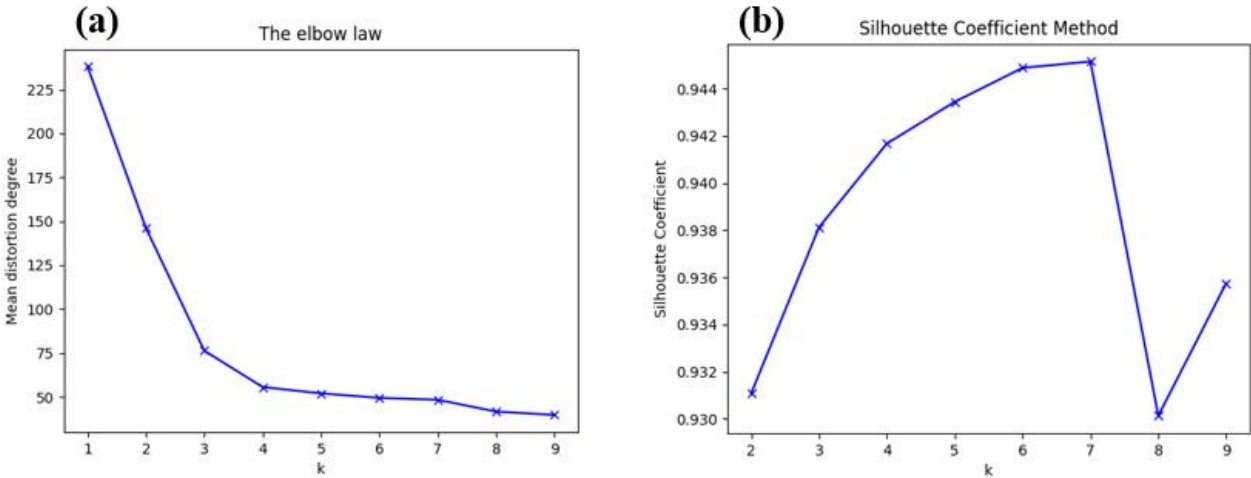 (a)
The elbow law
Mean distortion degree
225
200
175
150
125
100
75
50
1 2 3 4 5 6 7 8 9
k
(b)
Silhouette Coefficient Method
Silhouette Coefficient
0.944
0.942
0.940
0.938
0.936
0.934
0.932
0.930
2 3 4 5 6 7 8 9
k